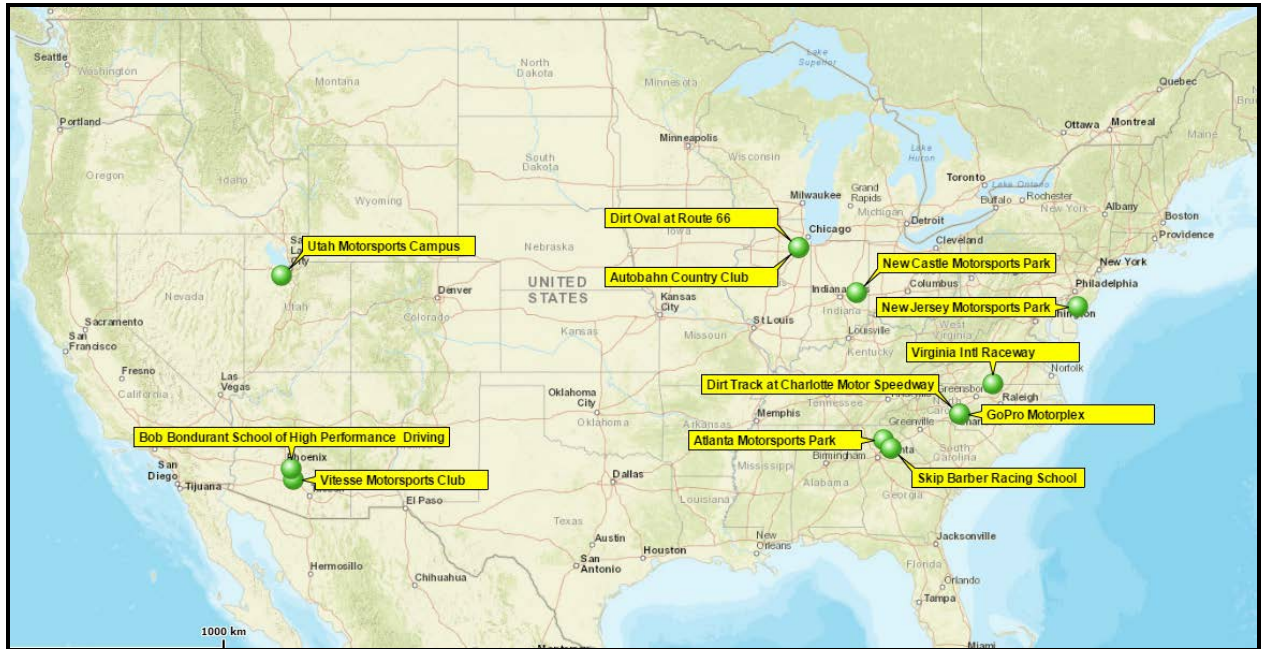 Seattle
Washington
Montana
North
Dakota
Minnesota
Lake
Superior
Quebec
Portland
Ottawa
Montreal
Maine
Oregon
Idaho
Minneapolis
South
Dakota
Wisconsin
Lake
Huron
Toronto
Lake Ontario
Wyoming
Milwaukee
Grand
Rapids
Michigan
Buffalo
Rochester
New York
Albany
Boston
Dirt Oval at Route 66
Iowa
Chicago
Detroit
Providence
Utah Motorsports Campus
City
Nebraska
Cleveland
Autobahn Country Club
New Castle Motorsports Park
New York
UNITED
STATES
Nevada
Utah
Denver
Colorado
Kansas
City
Indiana
Columbus
Philadelphia
New Jersey Motorsports Park
Sacramento
San
Francisco
Kansas
St Louis
Missouri
Louisville
Kentucky
West
Virginia
Virginia Intl Raceway
Norfolk
Fresno
California
Las
Vegas
Dirt Track at Charlotte Motor Speedway
Greensboro
Raleigh
Oklahoma
City
Oklahoma
Arkansas
Memphis
Tennessee
Greenville
GoPro Motorplex
Bob Bondurant School of High Performance Driving
Phoenix
Atlanta Motorsports Park
Birmingham
South
Carolina
San
Diego
Tijuana
Vitesse Motorsports Club
Dallas
Mississippi
Alabama
Georgia
Skip Barber Racing School
El Paso
Texas
Louisiana
Austin
San
Antonio
Houston
New
Orleans
Jacksonville
Hermosillo
Chihuahua
Florida
Orlando
Tampa
1000 km
Miami